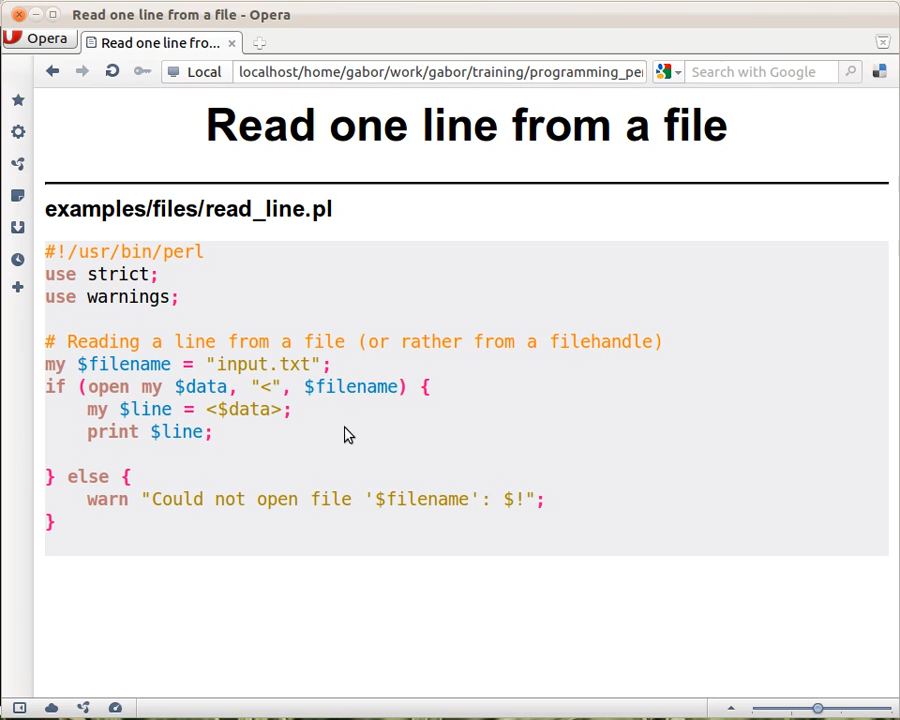 Read one line from a file - Opera
Opera
Read one line fro...
Local
localhost/home/gabor/work/gabor/training/programming_pe
Search with Google
Read one line from a file
examples/files/read_line.pl
#!/usr/bin/perl
use strict;
use warnings;
# Reading a line from a file (or rather from a filehandle)
my $filename = "input.txt";
if (open my $data, "<", $filename) {
    my $line = <$data>;
    print $line;
} else {
    warn "Could not open file '$filename': $!";
}